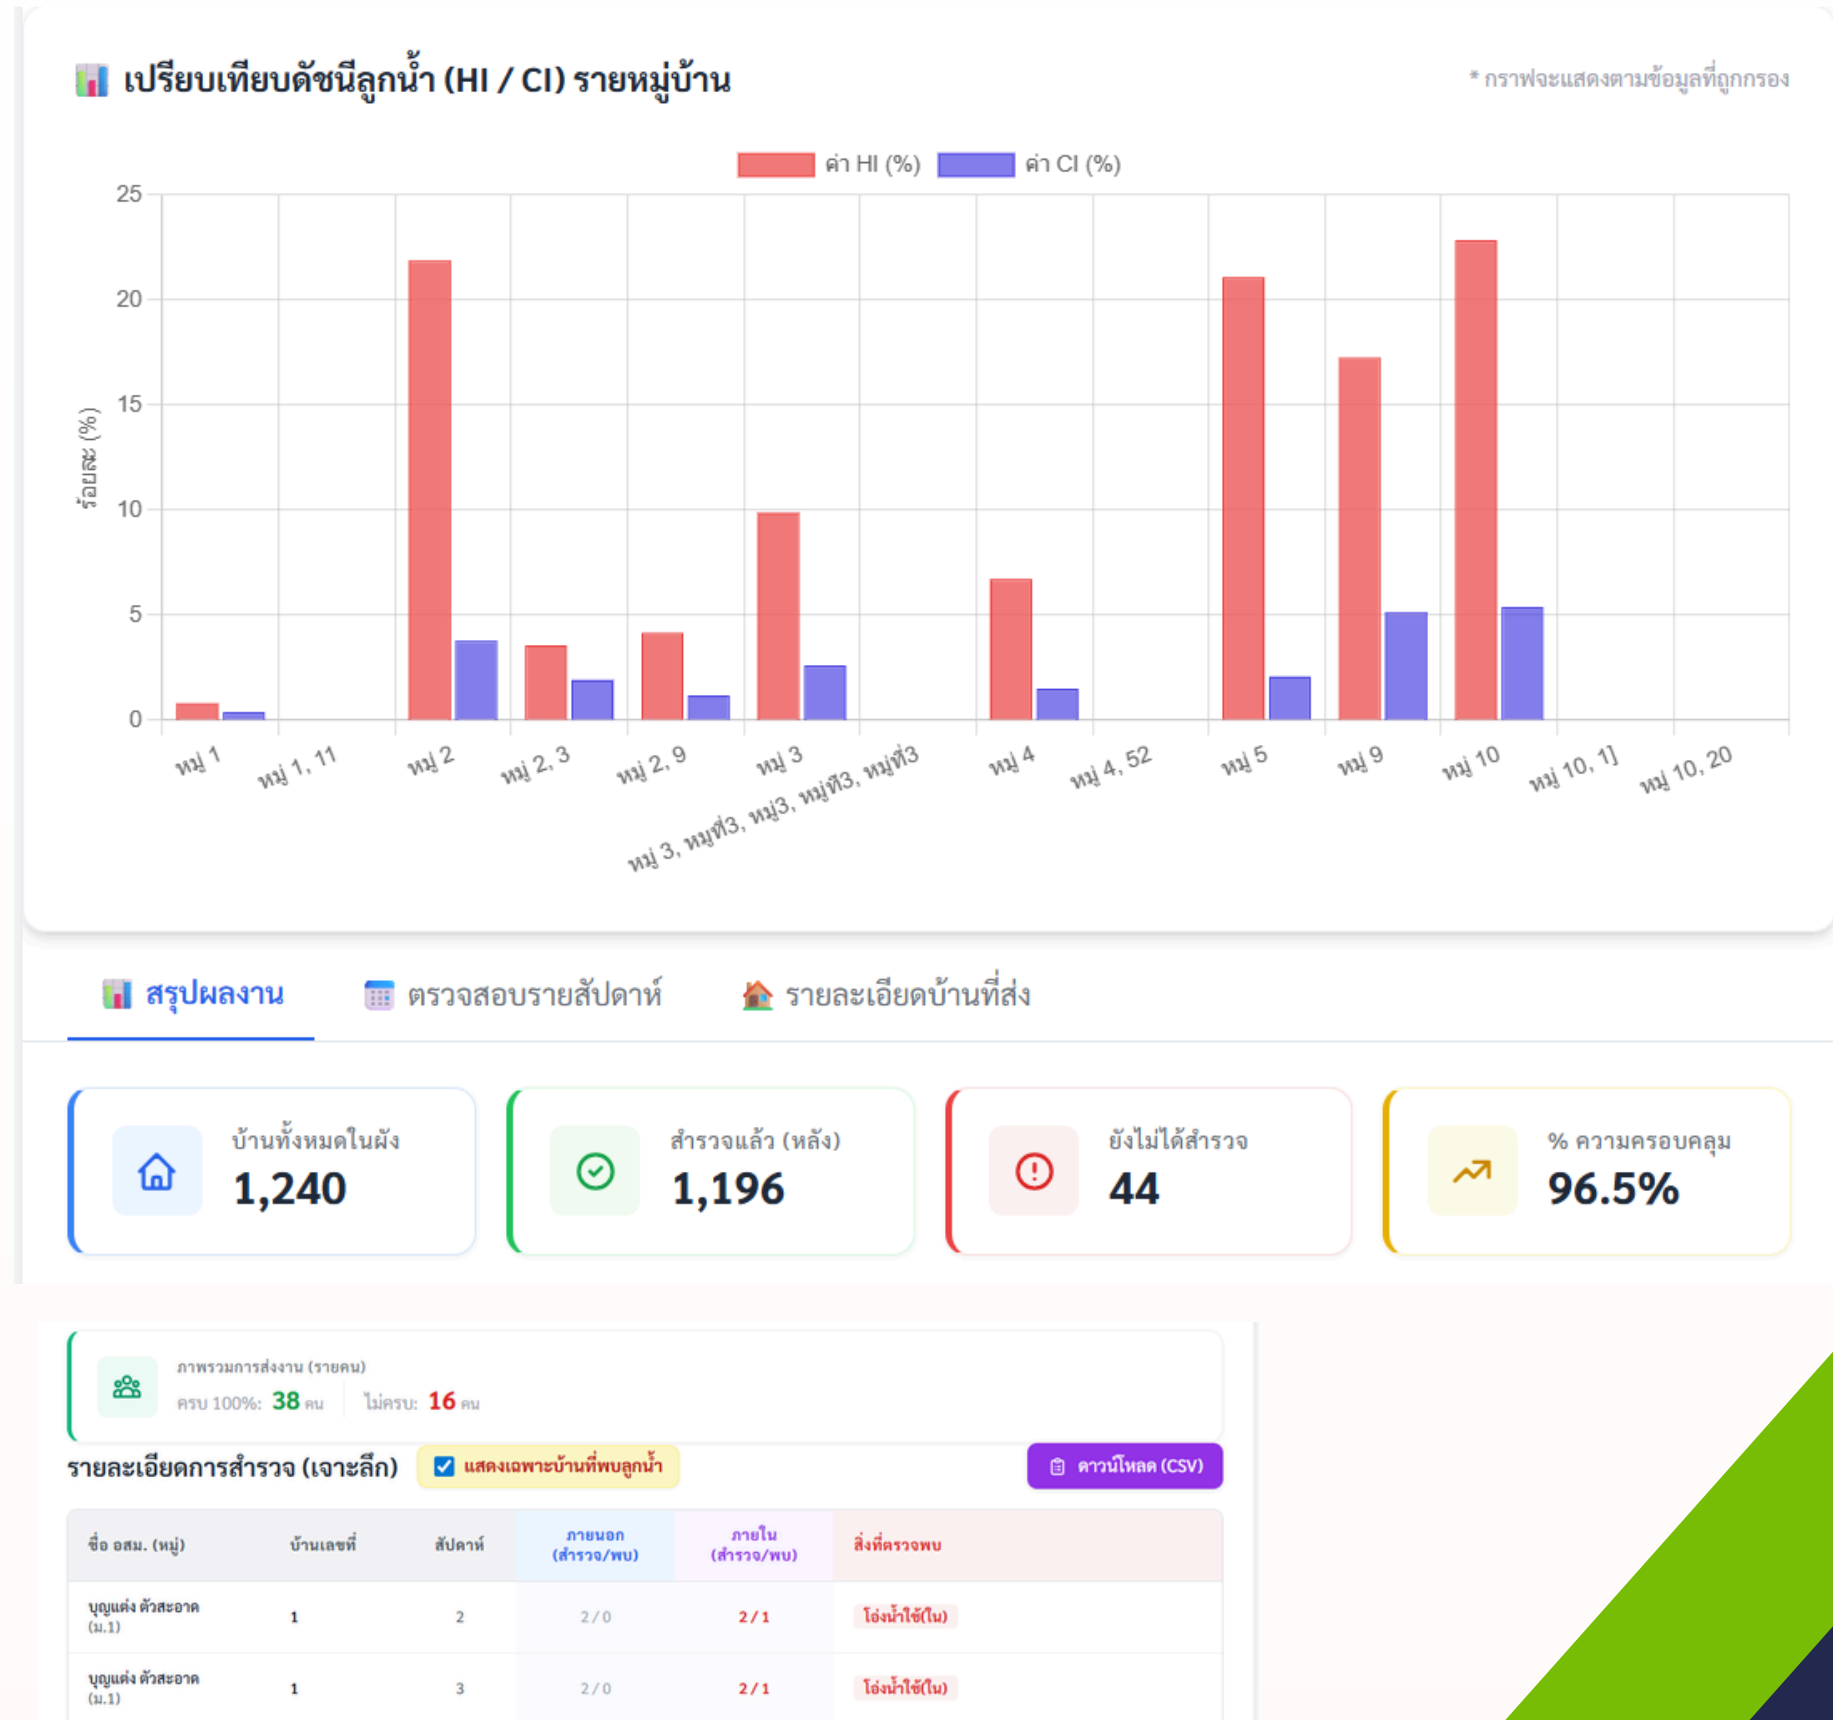 เปรียบเทียบดัชนีลูกน้ำ (HI / CI) รายหมู่บ้าน
* กราฟจะแสดงตามข้อมูลที่ถูกกรอง
ค่า HI (%) ค่า CI (%)
ร้อยละ (%)
25
20
15
10
5
0
หมู่ 1
หมู่ 1, 11
หมู่ 2
หมู่ 2, 3
หมู่ 2, 9
หมู่ 3
หมู่ 3, หมูที่3, หมู่3, หมู่ที3, หมู่ที่3
หมู่ 4
หมู่ 4, 52
หมู่ 5
หมู่ 9
หมู่ 10
หมู่ 10, 1]
หมู่ 10, 20
สรุปผลงาน ตรวจสอบรายสัปดาห์ รายละเอียดบ้านที่ส่ง
บ้านทั้งหมดในผัง
1,240
สำรวจแล้ว (หลัง)
1,196
ยังไม่ได้สำรวจ
44
% ความครอบคลุม
96.5%
ภาพรวมการส่งงาน (รายคน)
ครบ 100%: 38 คน ไม่ครบ: 16 คน
รายละเอียดการสำรวจ (เจาะลึก) แสดงเฉพาะบ้านที่พบลูกน้ำ ดาวน์โหลด (CSV)
ชื่อ อสม. (หมู่) บ้านเลขที่ สัปดาห์ ภายนอก (สำรวจ/พบ) ภายใน (สำรวจ/พบ) สิ่งที่ตรวจพบ
บุญแต่ง ตัวสะอาด
(ม.1)
1 2 2 / 0 2 / 1 โอ่งน้ำใช้(ใน)
บุญแต่ง ตัวสะอาด
(ม.1)
1 3 2 / 0 2 / 1 โอ่งน้ำใช้(ใน)